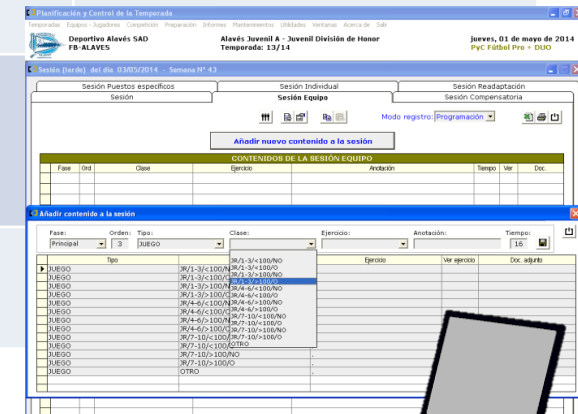 Planificación y Control de la Temporada
Temporadas Equipos - Jugadores Competición Preparación Informes Mantenimientos Utilidades Ventanas Acerca de Salir
Deportivo Alavés SAD Alavés Juvenil A - Juvenil División de Honor jueves, 01 de mayo de 2014
FB-ALAVES Temporada: 13/14 PyC Fútbol Pro + DUO
Sesión (tarde) del día 03/05/2014 - Semana Nº 43
Sesión Puestos específicos Sesión Individual Sesión Readaptación
Sesión Sesión Equipo Sesión Compensatoria
Modo registro: Programación
Añadir nuevo contenido a la sesión
CONTENIDOS DE LA SESIÓN EQUIPO
Fase Ord Clase Ejercicio Anotación Tiempo Ver Doc.
Añadir contenido a la sesión
Fase: Orden: Tipo: Clase: Ejercicio: Anotación: Tiempo:
Principal 3 JUEGO 16
Tipo Ejercicio Ver ejercicio Doc. adjunto
JR/1-3/<100/NO
JR/1-3/<100/O
JR/1-3/>100/NO
JR/1-3/>100/O
JR/4-6/<100/NO
JR/4-6/<100/O
JR/4-6/>100/NO
JR/4-6/>100/O
JR/7-10/<100/NO
JR/7-10/<100/O
JR/7-10/>100/NO
JR/7-10/>100/O
OTRO
JUEGO JR/1-3/<100/N
JUEGO JR/1-3/<100/O
JUEGO JR/1-3/>100/N
JUEGO JR/1-3/>100/O
JUEGO JR/4-6/<100/N
JUEGO JR/4-6/<100/O
JUEGO JR/4-6/>100/N
JUEGO JR/4-6/>100/O
JUEGO JR/7-10/<100/
JUEGO JR/7-10/<100/
JUEGO JR/7-10/>100/NO .
JUEGO JR/7-10/>100/O .
JUEGO OTRO .